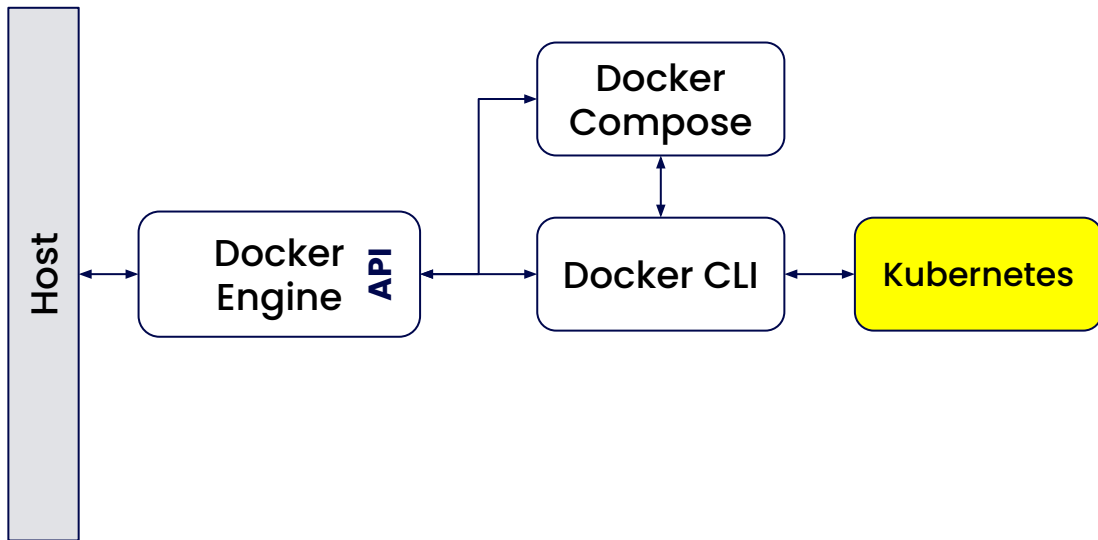 Host
Docker
Engine
API
Docker
Compose
Docker CLI
Kubernetes